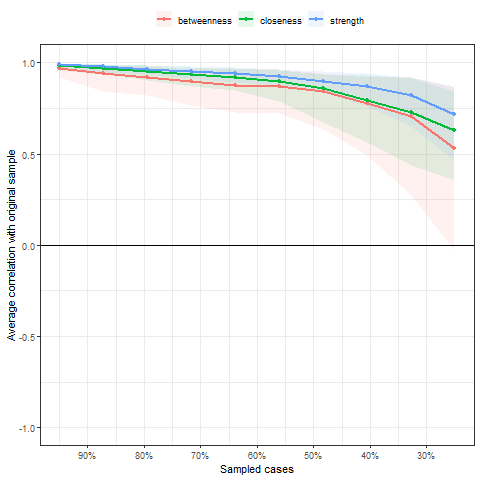 betweenness closeness strength
1.0
0.5
0.0
-0.5
-1.0
Average correlation with original sample
90% 80% 70% 60% 50% 40% 30%
Sampled cases